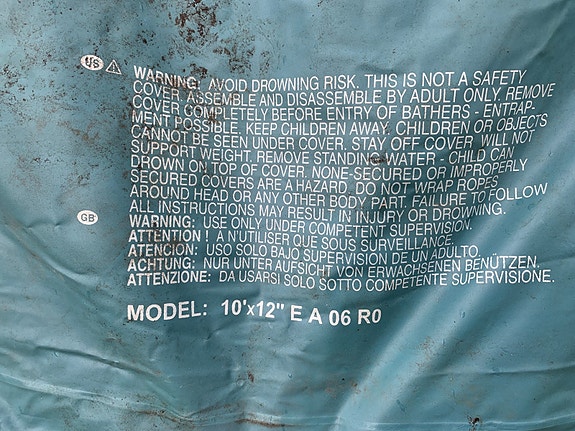 US WARNING! AVOID DROWNING RISK. THIS IS NOT A SAFETY
COVER. ASSEMBLE AND DISASSEMBLE BY ADULT ONLY. REMOVE
COVER COMPLETELY BEFORE ENTRY OF BATHERS - ENTRAP-
MENT POSSIBLE. KEEP CHILDREN AWAY. CHILDREN OR OBJECTS
CANNOT BE SEEN UNDER COVER. STAY OFF COVER, WILL NOT
SUPPORT WEIGHT. REMOVE STANDING WATER - CHILD CAN
DROWN ON TOP OF COVER. NONE-SECURED OR IMPROPERLY
SECURED COVERS ARE A HAZARD. DO NOT WRAP ROPES
AROUND HEAD OR ANY OTHER BODY PART. FAILURE TO FOLLOW
ALL INSTRUCTIONS MAY RESULT IN INJURY OR DROWNING.
GB WARNING: USE ONLY UNDER COMPETENT SUPERVISION.
ATTENTION! A N'UTILISER QUE SOUS SURVEILLANCE.
ATENCION: USO SOLO BAJO SUPERVISION DE UN ADULTO.
ACHTUNG: NUR UNTER AUFSICHT VON ERWACHSENEN BENÜTZEN.
ATTENZIONE: DA USARSI SOLO SOTTO COMPETENTE SUPERVISIONE.
MODEL: 10'x12" E A 06 R0